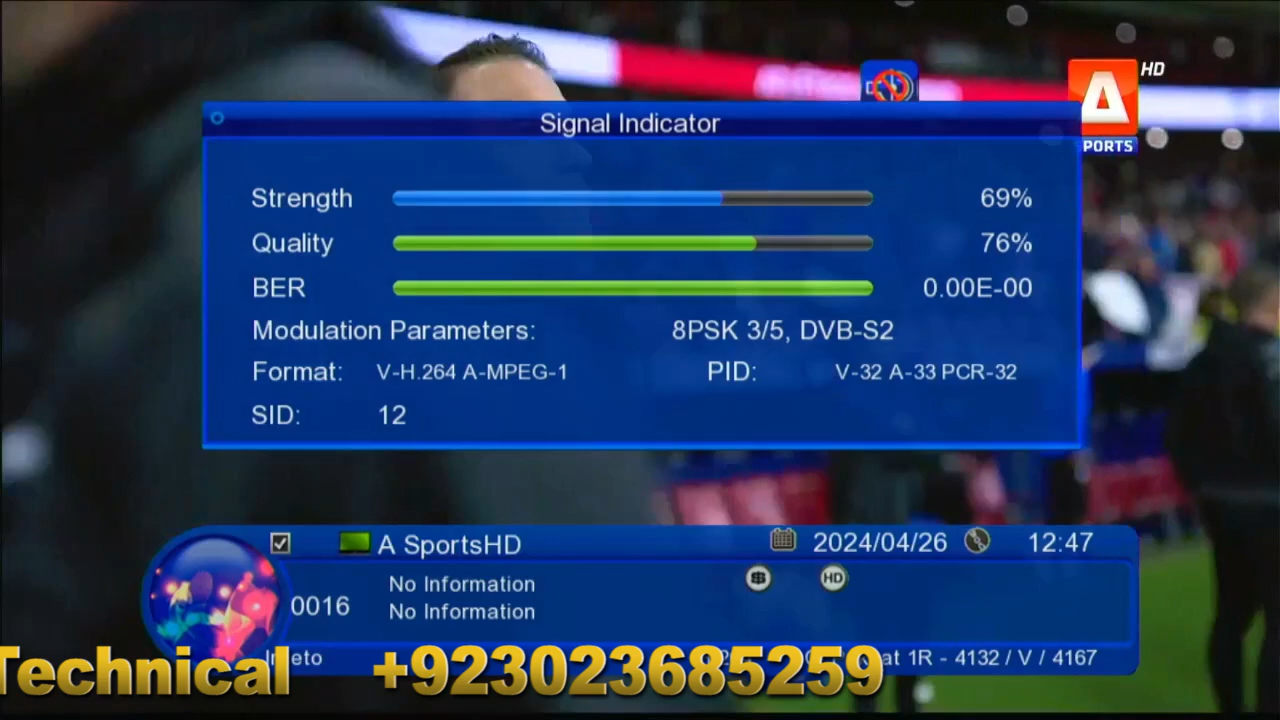 HD
PORTS
Signal Indicator
Strength 69%
Quality 76%
BER 0.00E-00
Modulation Parameters: 8PSK 3/5, DVB-S2
Format: V-H.264 A-MPEG-1 PID: V-32 A-33 PCR-32
SID: 12
A SportsHD 2024/04/26 12:47
No Information
HD
0016
No Information
at 1R - 4132 / V / 4167
Technical +923023685259